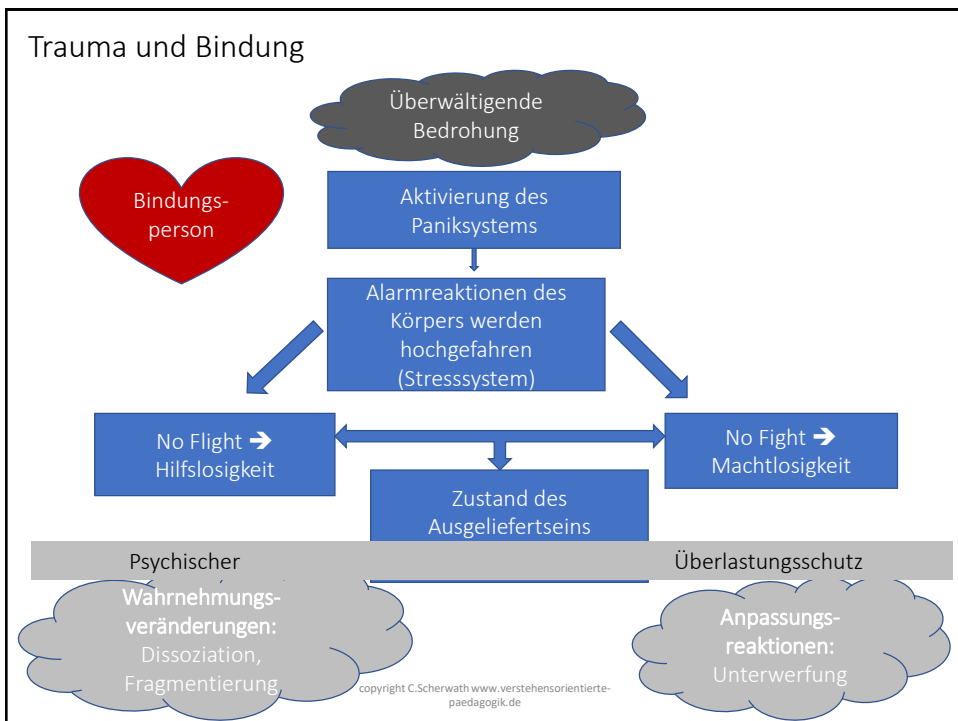 Trauma und Bindung
Überwältigende
Bedrohung
Bindungs-
person
Aktivierung des
Paniksystems
Alarmreaktionen des
Körpers werden
hochgefahren
(Stresssystem)
No Flight ➔
Hilfslosigkeit
No Fight ➔
Machtlosigkeit
Zustand des
Ausgeliefertseins
Psychischer
Überlastungsschutz
Wahrnehmungs-
veränderungen:
Dissoziation,
Fragmentierung
Anpassungs-
reaktionen:
Unterwerfung
copyright C.Scherwath www.verstehensorientierte-
paedagogik.de